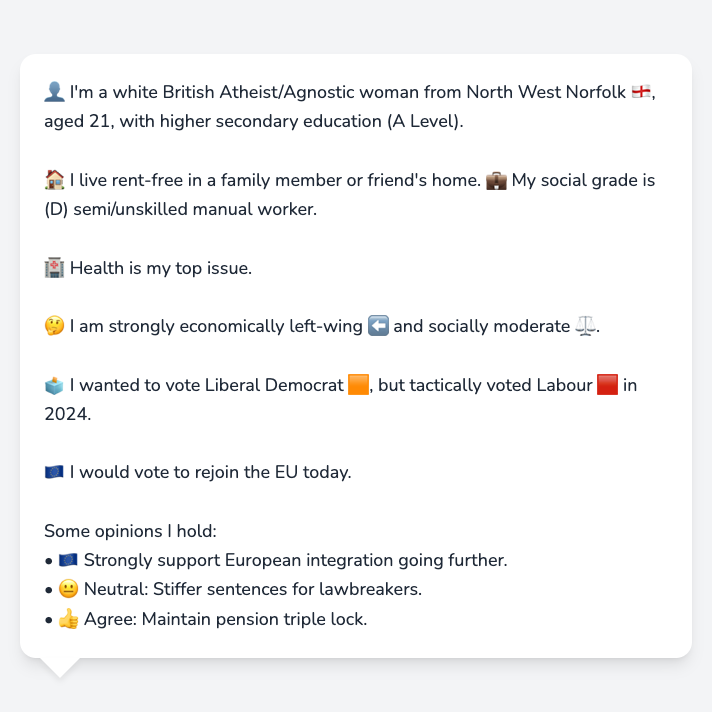 👤 I'm a white British Atheist/Agnostic woman from North West Norfolk 🏴󠁧󠁢󠁥󠁮󠁧󠁿,
aged 21, with higher secondary education (A Level).
🏠 I live rent-free in a family member or friend's home. 💼 My social grade is
(D) semi/unskilled manual worker.
🏥 Health is my top issue.
🤔 I am strongly economically left-wing ⬅️ and socially moderate ⚖️.
🗳️ I wanted to vote Liberal Democrat 🟧, but tactically voted Labour 🟥 in
2024.
🇪🇺 I would vote to rejoin the EU today.
Some opinions I hold:
• 🇪🇺 Strongly support European integration going further.
• 😐 Neutral: Stiffer sentences for lawbreakers.
• 👍 Agree: Maintain pension triple lock.